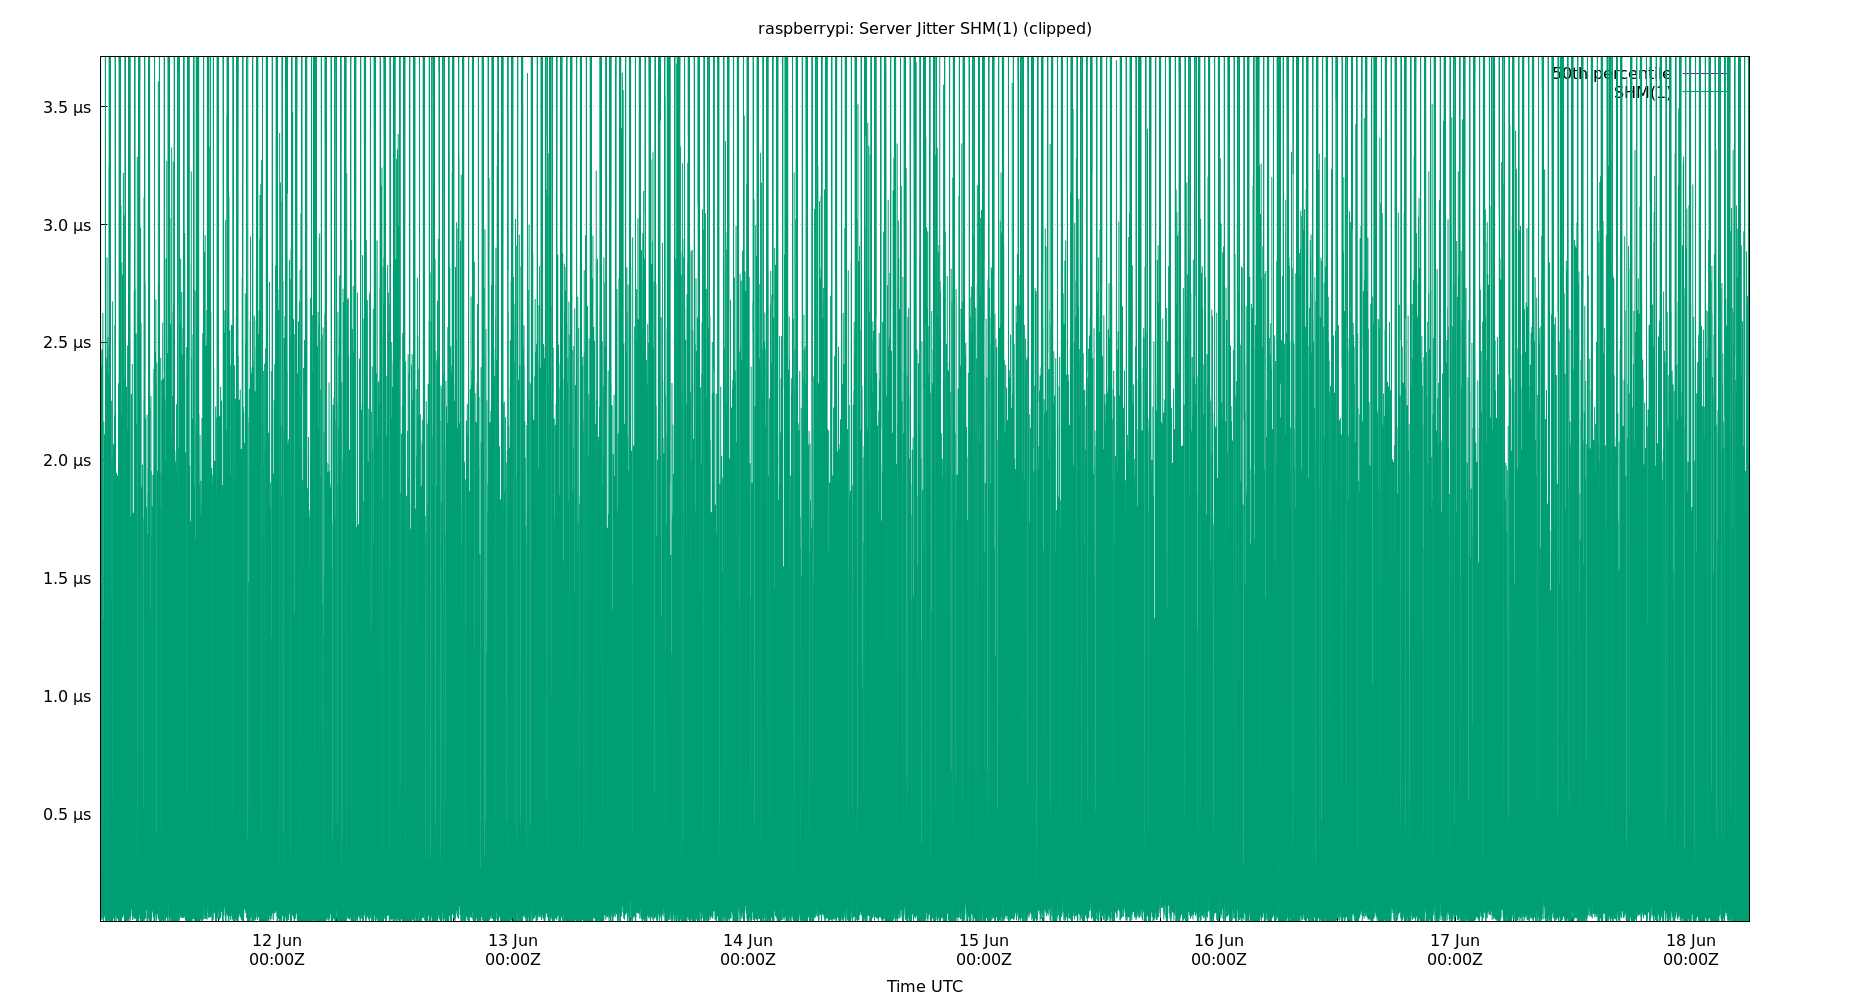 raspberrypi: Server Jitter SHM(1) (clipped)
50th percentile
SHM(1)
3.5 µs
3.0 µs
2.5 µs
2.0 µs
1.5 µs
1.0 µs
0.5 µs
12 Jun 13 Jun 14 Jun 15 Jun 16 Jun 17 Jun 18 Jun
00:00Z 00:00Z 00:00Z 00:00Z 00:00Z 00:00Z 00:00Z
Time UTC